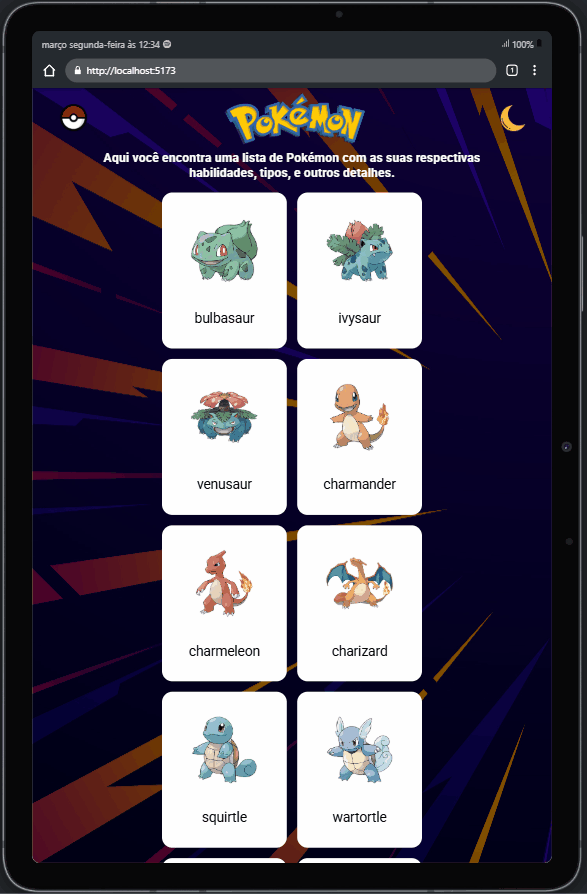 março segunda-feira às 12:34
100%
http://localhost:5173
1
POKéMON
Aqui você encontra uma lista de Pokémon com as suas respectivas
habilidades, tipos, e outros detalhes.
bulbasaur
ivysaur
venusaur
charmander
charmeleon
charizard
squirtle
wartortle